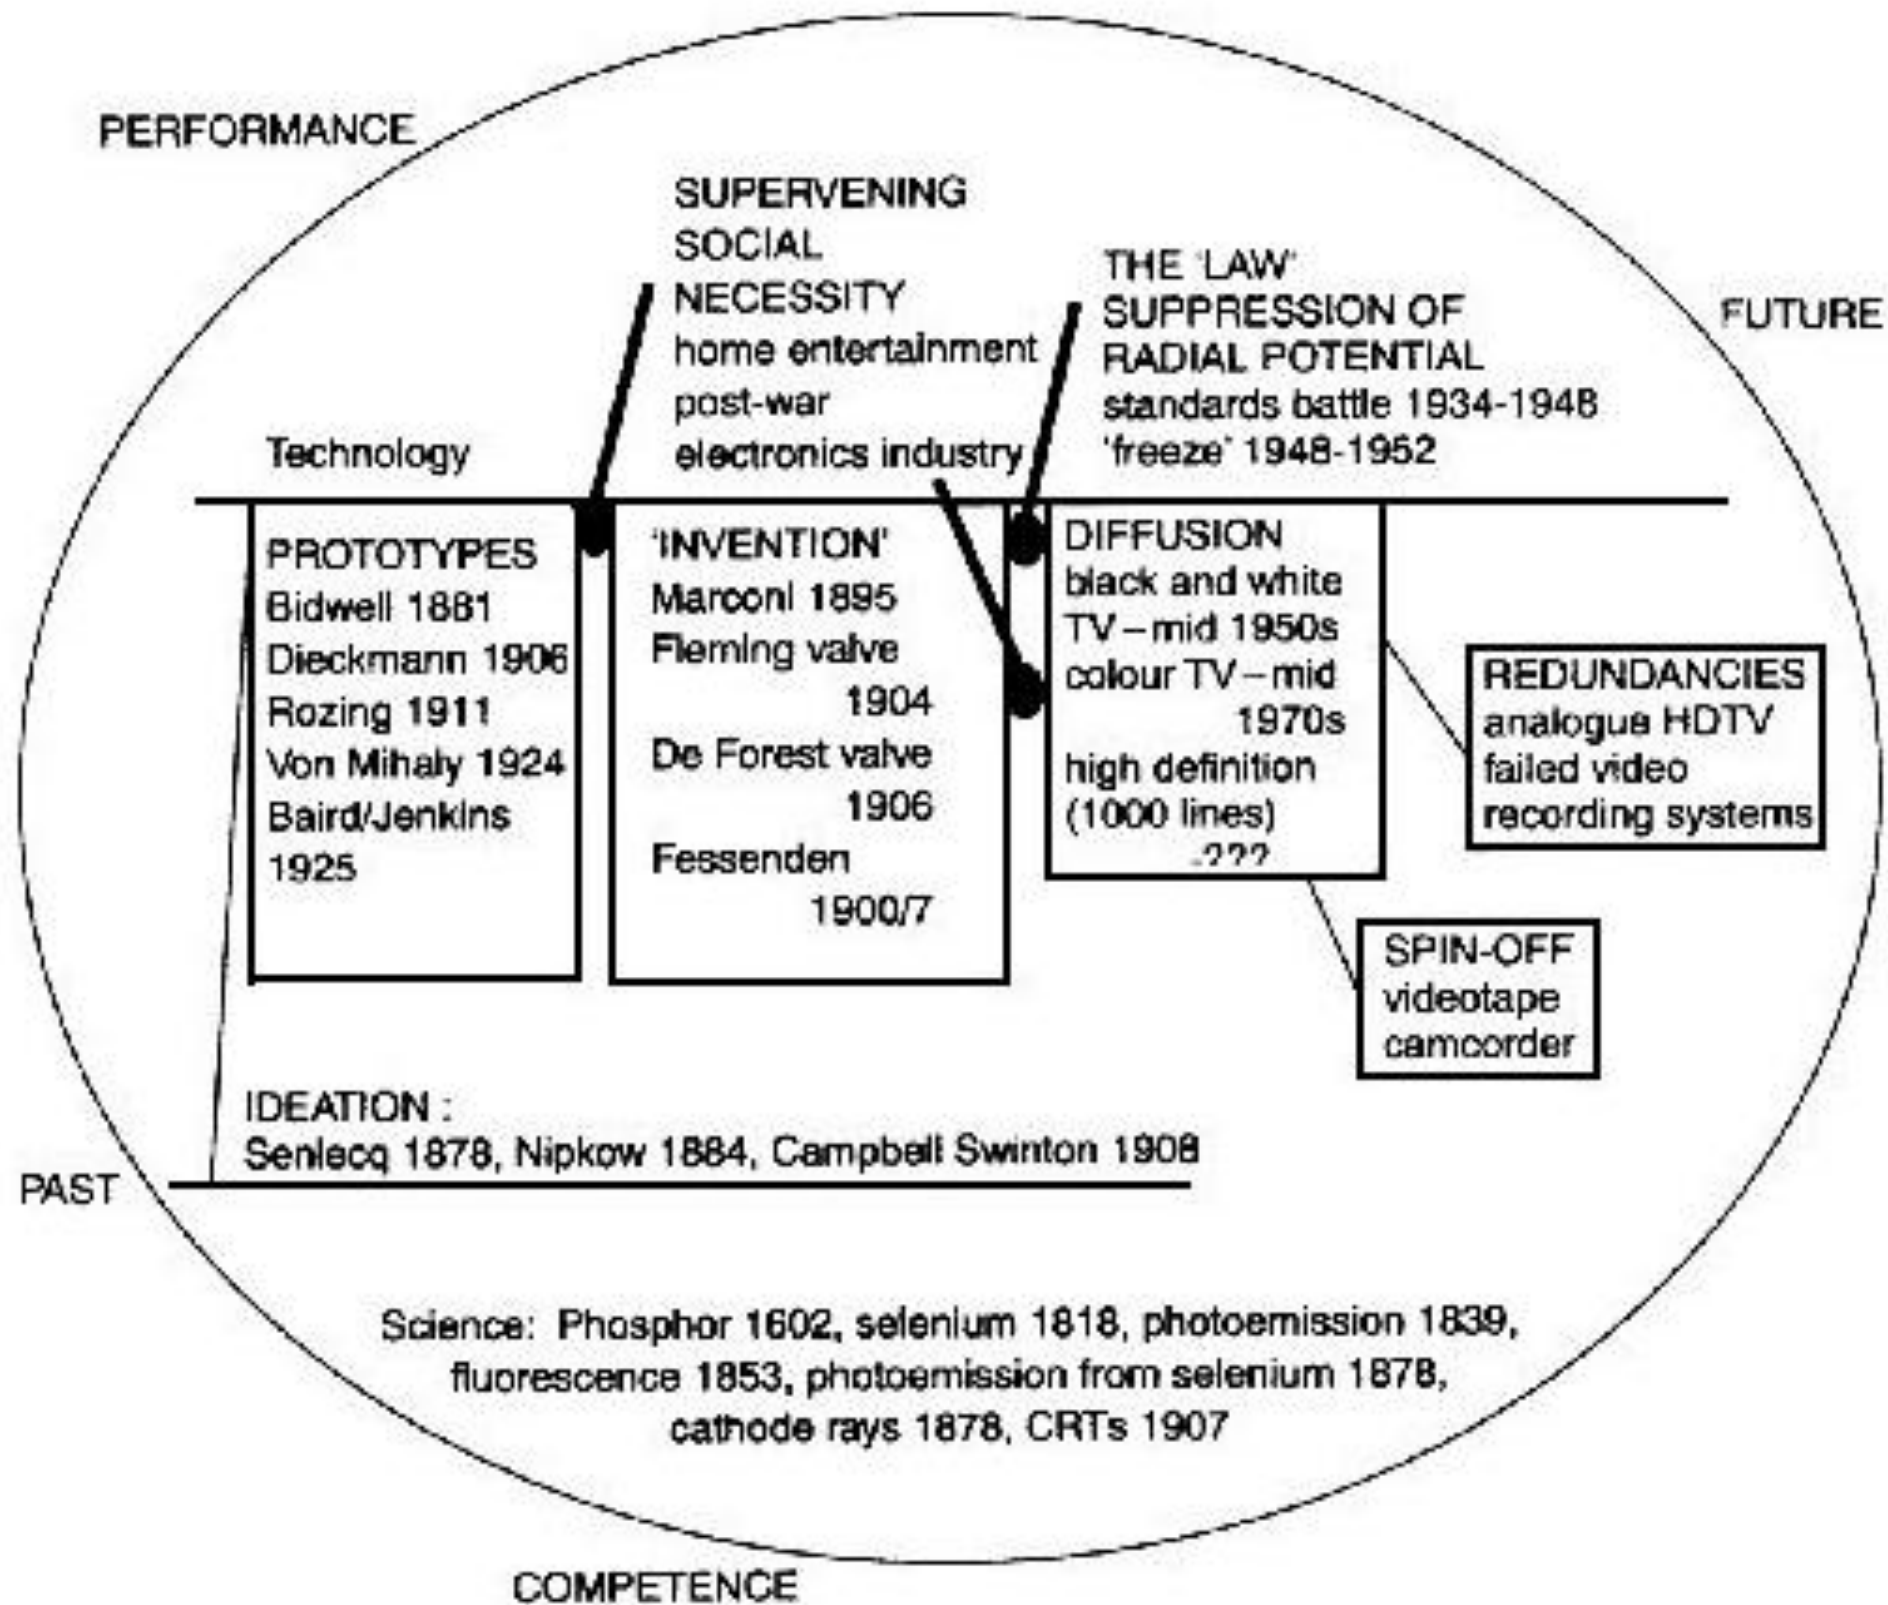 PERFORMANCE
SUPERVENING
SOCIAL
NECESSITY
home entertainment
post-war
electronics industry
THE 'LAW'
SUPPRESSION OF
RADIAL POTENTIAL
standards battle 1934-1948
'freeze' 1948-1952
FUTURE
Technology
PROTOTYPES
Bidwell 1881
Dieckmann 1906
Rozing 1911
Von Mihaly 1924
Baird/Jenkins
1925
'INVENTION'
Marconi 1895
Fleming valve
1904
De Forest valve
1906
Fessenden
1900/7
DIFFUSION
black and white
TV – mid 1950s
colour TV – mid
1970s
high definition
(1000 lines)
-???
REDUNDANCIES
analogue HDTV
failed video
recording systems
SPIN-OFF
videotape
camcorder
IDEATION :
Senlecq 1878, Nipkow 1884, Campbell Swinton 1908
PAST
Science: Phosphor 1602, selenium 1818, photoemission 1839,
fluorescence 1853, photoemission from selenium 1878,
cathode rays 1878, CRTs 1907
COMPETENCE